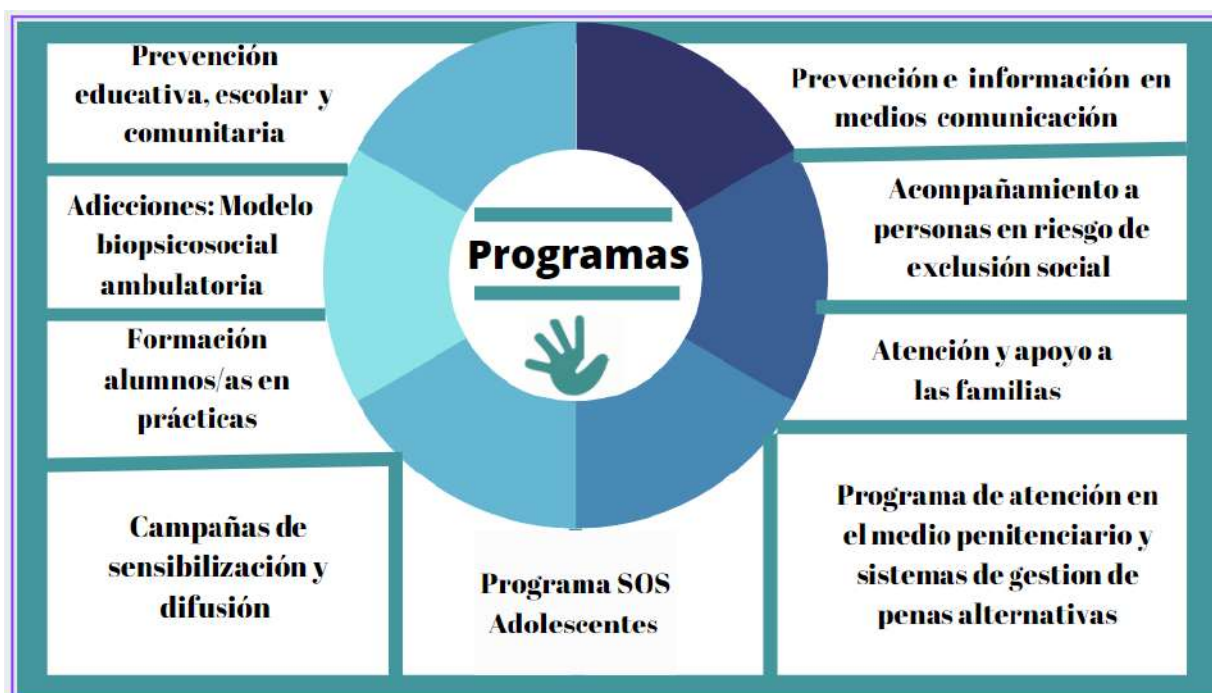 Prevención
educativa, escolar y
comunitaria
Adicciones: Modelo
biopsicosocial
ambulatoria
Formación
alumnos/as en
prácticas
Campañas de
sensibilización y
difusión
Programas
Programa SOS
Adolescentes
Prevención e información en
medios comunicación
Acompañamiento a
personas en riesgo de
exclusión social
Atención y apoyo a
las familias
Programa de atención en
el medio penitenciario y
sistemas de gestion de
penas alternativas